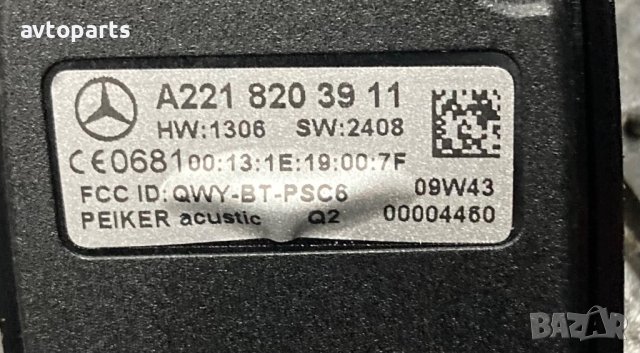 avtoparts
A221 820 39 11
HW:1306 SW:2408
CE0681 00:13:1E:19:00:7F
FCC ID: QWY-BT-PSC6 09W43
PEIKER acustic Q2 00004460
BAZAR